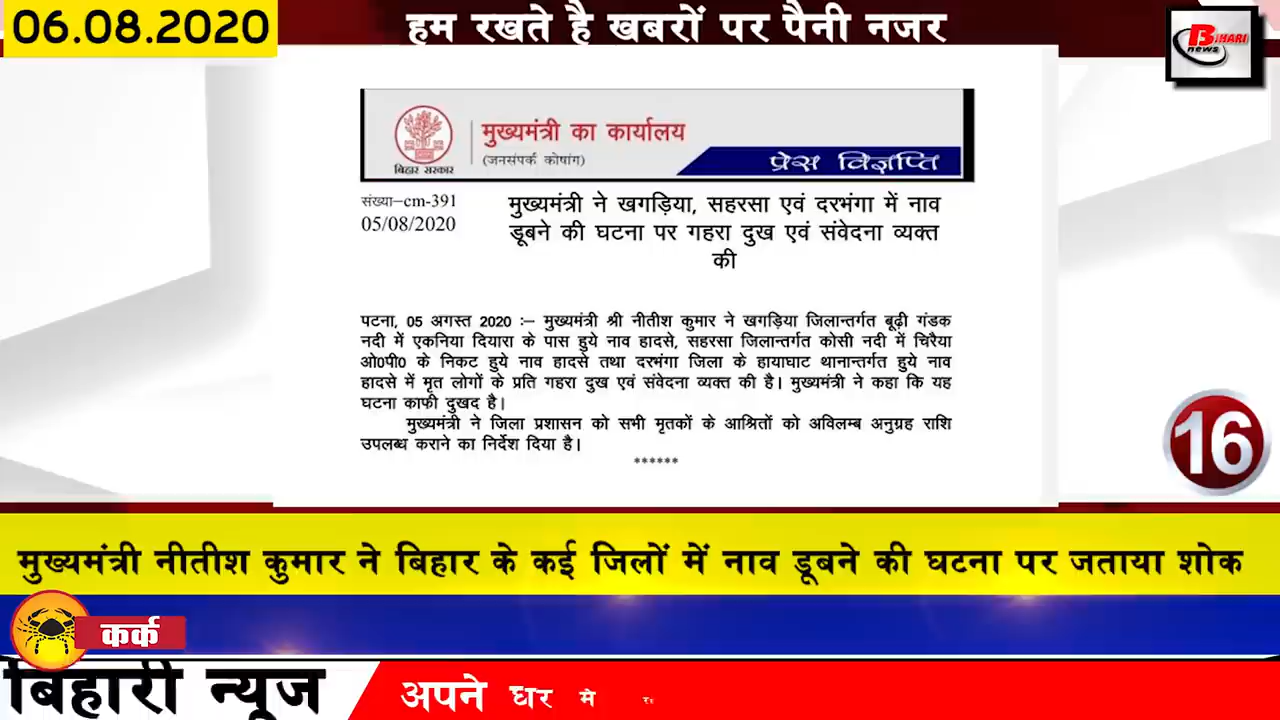 06.08.2020
हम रखते है खबरों पर पैनी नजर
BIHARI
news
मुख्यमंत्री का कार्यालय
(जनसंपर्क कोषांग)
बिहार सरकार
प्रेस विज्ञप्ति
संख्या–cm-391
05/08/2020
मुख्यमंत्री ने खगड़िया, सहरसा एवं दरभंगा में नाव
डूबने की घटना पर गहरा दुख एवं संवेदना व्यक्त
की
पटना, 05 अगस्त 2020 :– मुख्यमंत्री श्री नीतीश कुमार ने खगड़िया जिलान्तर्गत बूढ़ी गंडक
नदी में एकनिया दियारा के पास हुये नाव हादसे, सहरसा जिलान्तर्गत कोसी नदी में चिरैया
ओ0पी0 के निकट हुये नाव हादसे तथा दरभंगा जिला के हायाघाट थानान्तर्गत हुये नाव
हादसे में मृत लोगों के प्रति गहरा दुख एवं संवेदना व्यक्त की है। मुख्यमंत्री ने कहा कि यह
घटना काफी दुखद है।
मुख्यमंत्री ने जिला प्रशासन को सभी मृतकों के आश्रितों को अविलम्ब अनुग्रह राशि
उपलब्ध कराने का निर्देश दिया है।
******
16
मुख्यमंत्री नीतीश कुमार ने बिहार के कई जिलों में नाव डूबने की घटना पर जताया शोक
कर्क
बिहारी न्यूज
अपने घर मे